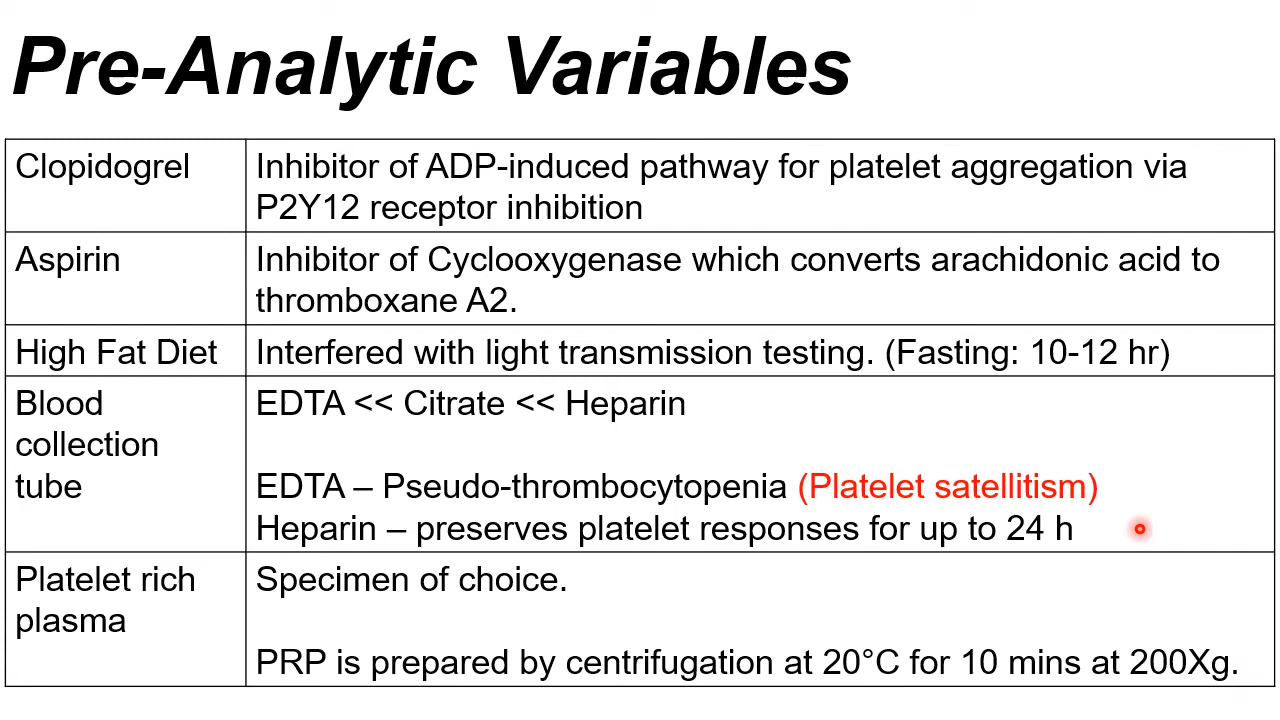 Pre-Analytic Variables
Clopidogrel
Inhibitor of ADP-induced pathway for platelet aggregation via
P2Y12 receptor inhibition
Aspirin
Inhibitor of Cyclooxygenase which converts arachidonic acid to
thromboxane A2.
High Fat Diet
Interfered with light transmission testing. (Fasting: 10-12 hr)
Blood
collection
tube
EDTA << Citrate << Heparin
EDTA – Pseudo-thrombocytopenia (Platelet satellitism)
Heparin – preserves platelet responses for up to 24 h
Platelet rich
plasma
Specimen of choice.
PRP is prepared by centrifugation at 20°C for 10 mins at 200Xg.